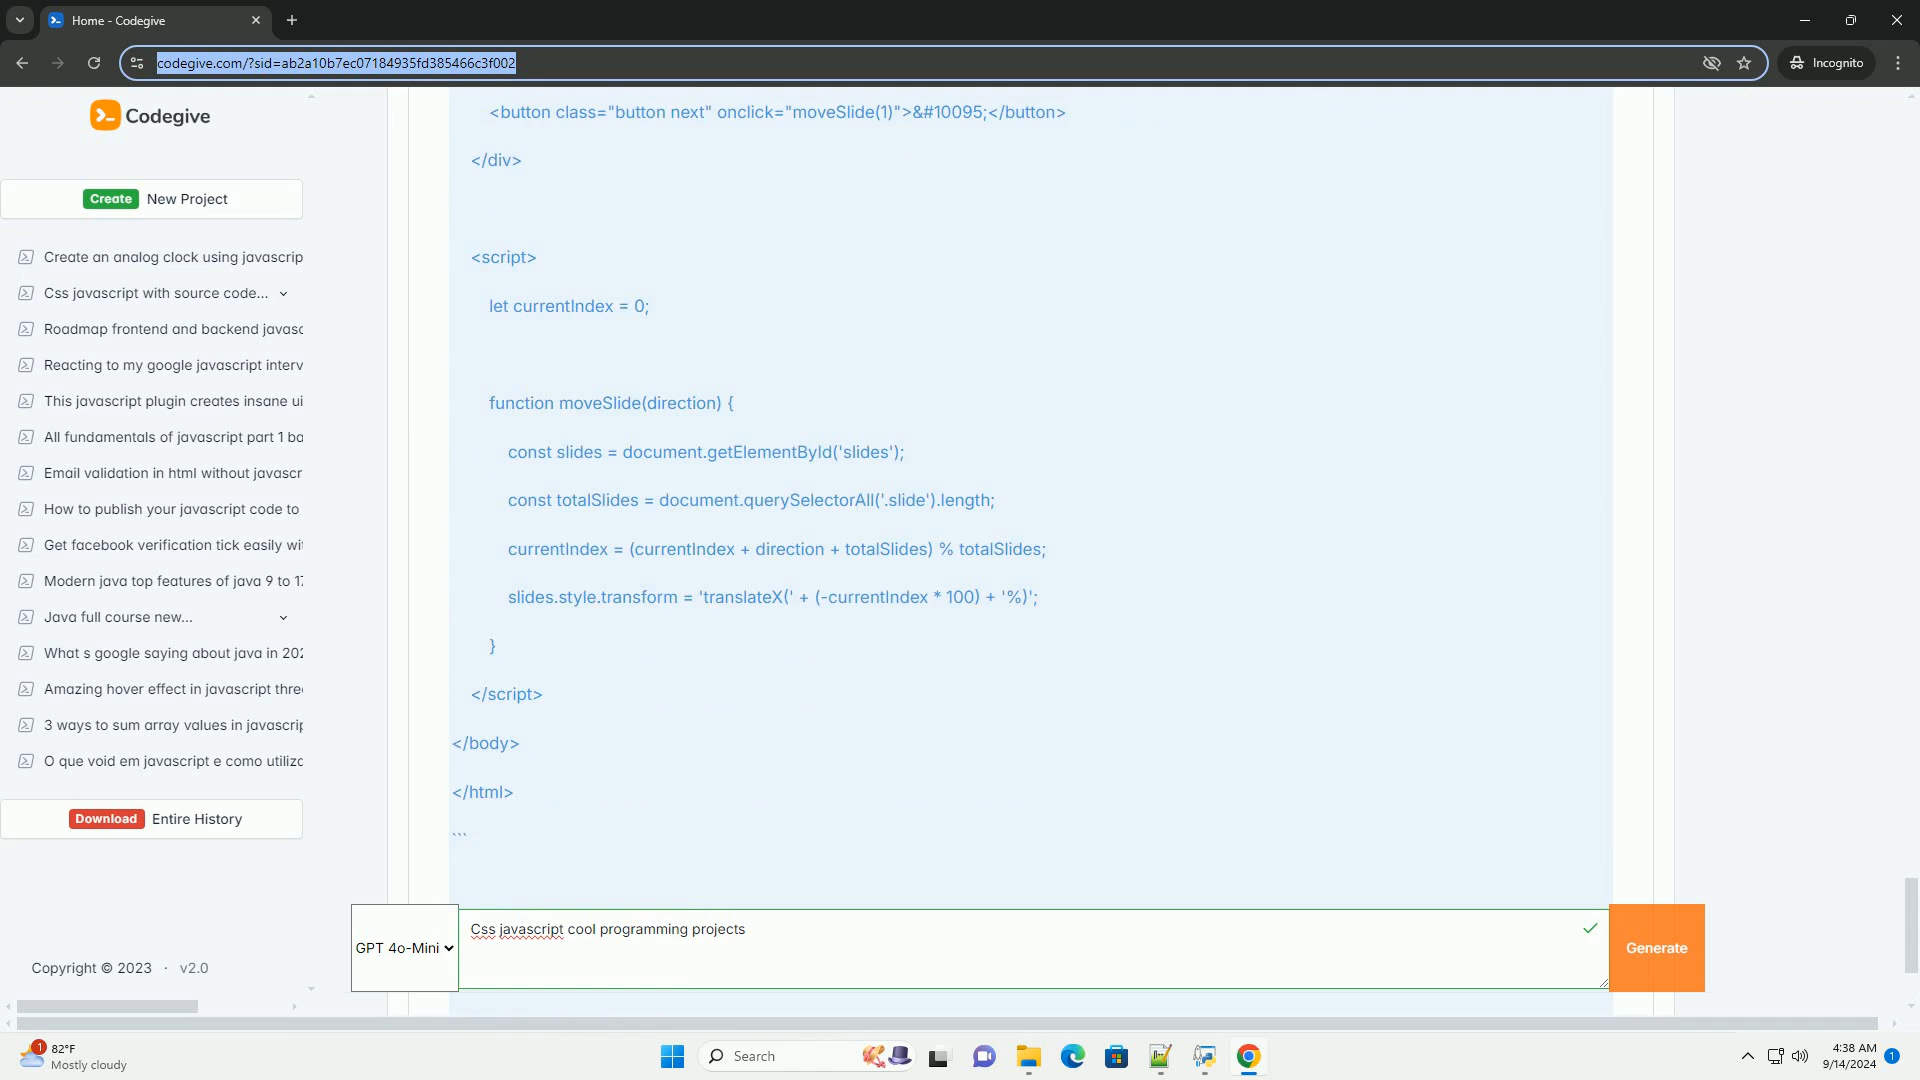 Home - Codegive
codegive.com/?sid=ab2a10b7ec07184935fd385466c3f002
Incognito
Codegive
Create New Project
Create an analog clock using javascrip
Css javascript with source code...
Roadmap frontend and backend javasc
Reacting to my google javascript interv
This javascript plugin creates insane ui
All fundamentals of javascript part 1 ba
Email validation in html without javascr
How to publish your javascript code to
Get facebook verification tick easily wit
Modern java top features of java 9 to 17
Java full course new...
What s google saying about java in 202
Amazing hover effect in javascript thre
3 ways to sum array values in javascrip
O que void em javascript e como utiliza
Download Entire History
Copyright © 2023 · v2.0
<button class="button next" onclick="moveSlide(1)">&#10095;</button>
</div>
<script>
let currentIndex = 0;
function moveSlide(direction) {
const slides = document.getElementById('slides');
const totalSlides = document.querySelectorAll('.slide').length;
currentIndex = (currentIndex + direction + totalSlides) % totalSlides;
slides.style.transform = 'translateX(' + (-currentIndex * 100) + '%)';
}
</script>
</body>
</html>
```
GPT 4o-Mini
Css javascript cool programming projects
Generate
1
82°F
Mostly cloudy
Search
4:38 AM
9/14/2024
1